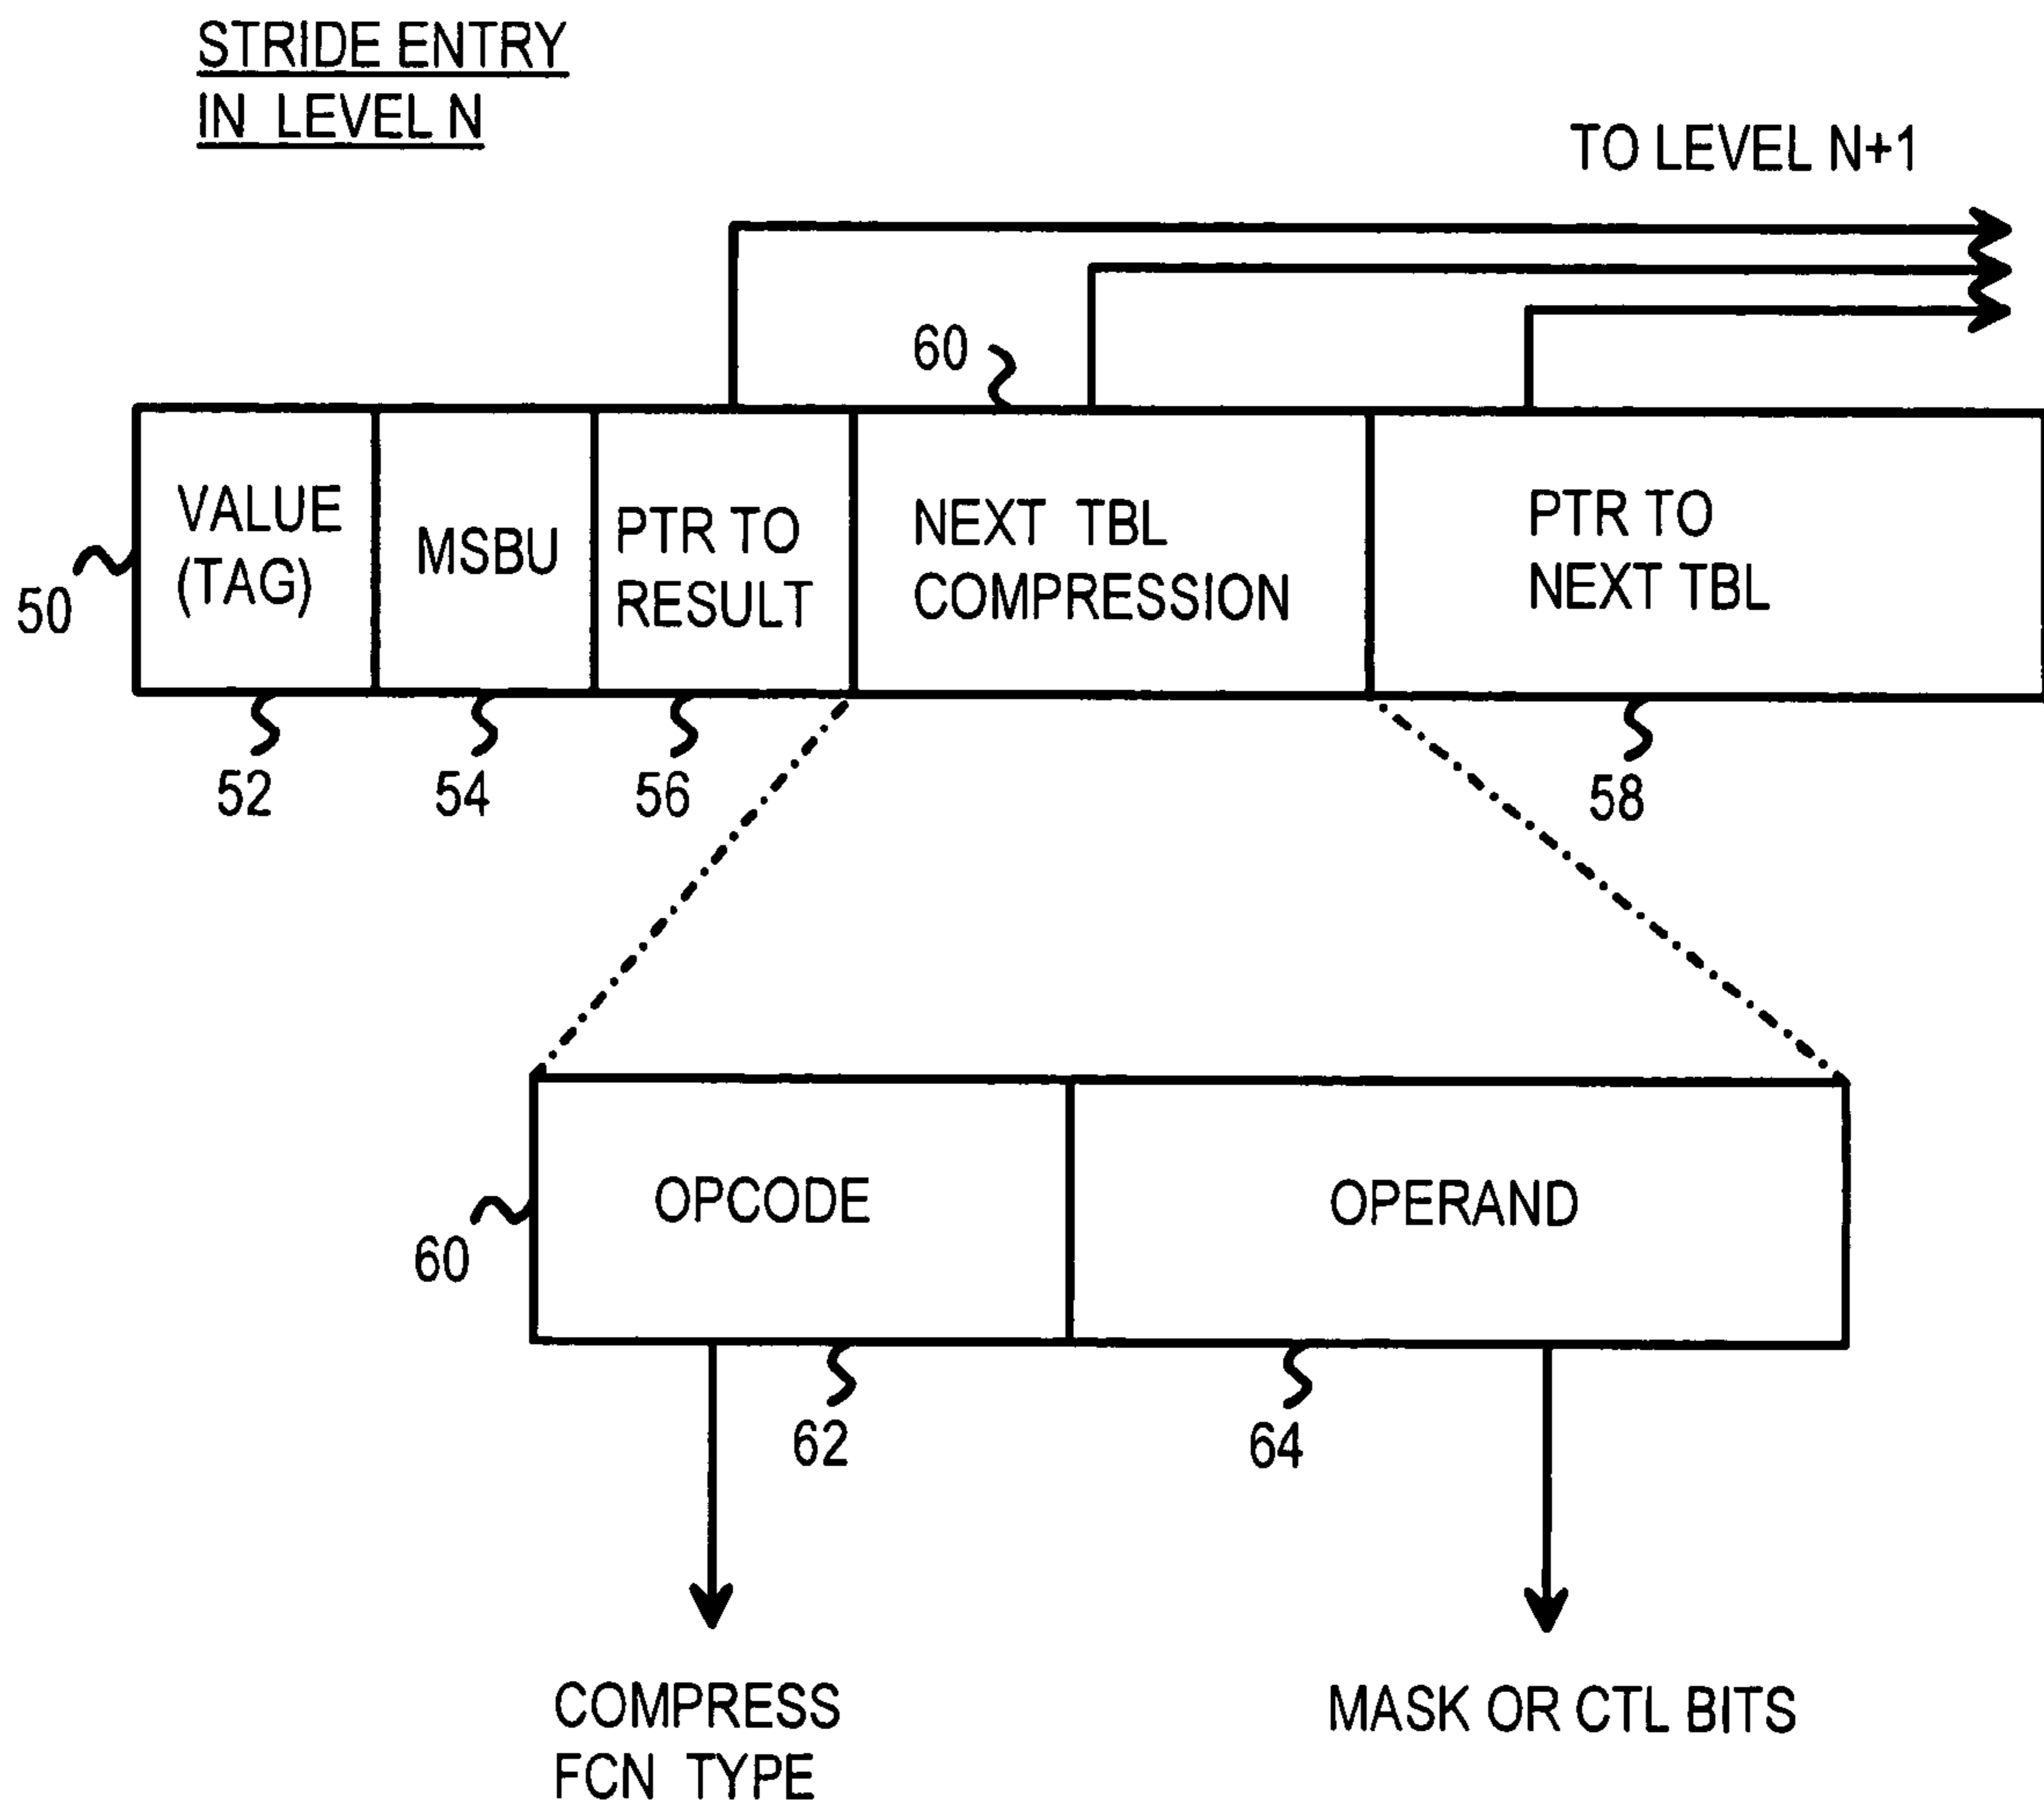 STRIDE ENTRY
IN LEVEL N
TO LEVEL N+1
60
VALUE
(TAG)
MSBU
PTR TO
RESULT
NEXT TBL
COMPRESSION
PTR TO
NEXT TBL
50
52
54
56
58
OPCODE
OPERAND
60
62
64
COMPRESS
FCN TYPE
MASK OR CTL BITS